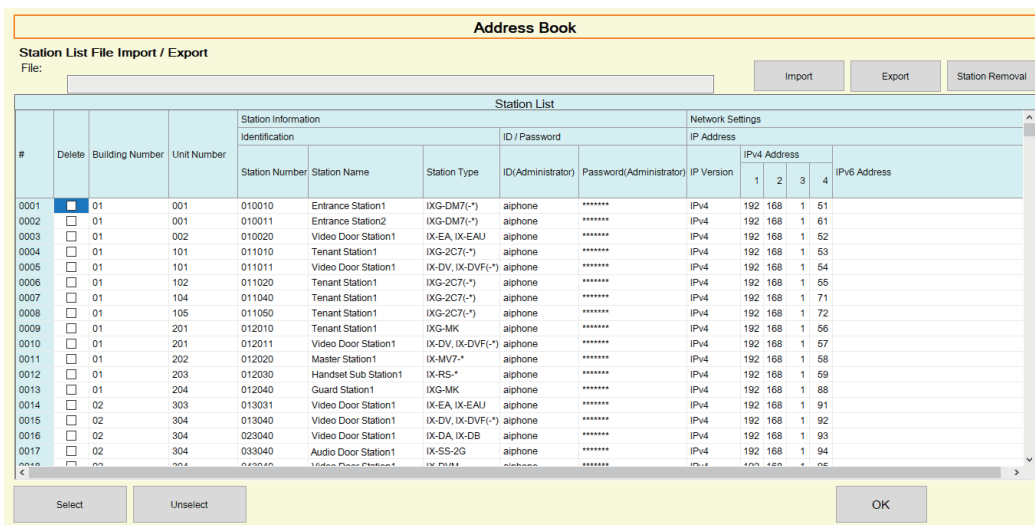 Address Book
Station List File Import / Export
File:
Import Export Station Removal
Station List
Station Information Network Settings
Identification ID / Password IP Address
# Delete Building Number Unit Number Station Number Station Name Station Type ID(Administrator) Password(Administrator) IP Version IPv4 Address IPv6 Address
1 2 3 4
0001 01 001 010010 Entrance Station1 IXG-DM7(-*) aiphone ******* IPv4 192 168 1 51
0002 01 001 010011 Entrance Station2 IXG-DM7(-*) aiphone ******* IPv4 192 168 1 61
0003 01 002 010020 Video Door Station1 IX-EA, IX-EAU aiphone ******* IPv4 192 168 1 52
0004 01 101 011010 Tenant Station1 IXG-2C7(-*) aiphone ******* IPv4 192 168 1 53
0005 01 101 011011 Video Door Station1 IX-DV, IX-DVF(-*) aiphone ******* IPv4 192 168 1 54
0006 01 102 011020 Tenant Station1 IXG-2C7(-*) aiphone ******* IPv4 192 168 1 55
0007 01 104 011040 Tenant Station1 IXG-2C7(-*) aiphone ******* IPv4 192 168 1 71
0008 01 105 011050 Tenant Station1 IXG-2C7(-*) aiphone ******* IPv4 192 168 1 72
0009 01 201 012010 Tenant Station1 IXG-MK aiphone ******* IPv4 192 168 1 56
0010 01 201 012011 Video Door Station1 IX-DV, IX-DVF(-*) aiphone ******* IPv4 192 168 1 57
0011 01 202 012020 Master Station1 IX-MV7-* aiphone ******* IPv4 192 168 1 58
0012 01 203 012030 Handset Sub Station1 IX-RS-* aiphone ******* IPv4 192 168 1 59
0013 01 204 012040 Guard Station1 IXG-MK aiphone ******* IPv4 192 168 1 88
0014 02 303 013031 Video Door Station1 IX-EA, IX-EAU aiphone ******* IPv4 192 168 1 91
0015 02 304 013040 Video Door Station1 IX-DV, IX-DVF(-*) aiphone ******* IPv4 192 168 1 92
0016 02 304 023040 Video Door Station1 IX-DA, IX-DB aiphone ******* IPv4 192 168 1 93
0017 02 304 033040 Audio Door Station1 IX-SS-2G aiphone ******* IPv4 192 168 1 94
Select Unselect OK